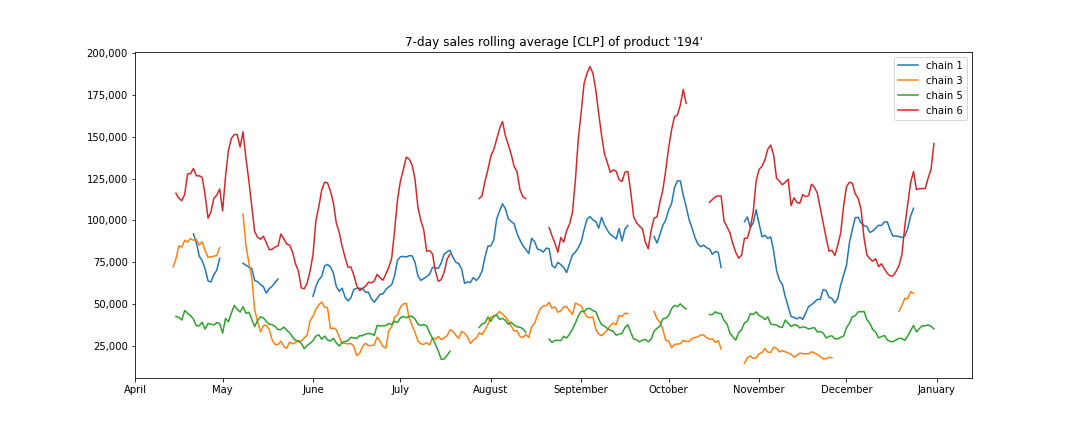 7-day sales rolling average [CLP] of product '194'
200,000
175,000
150,000
125,000
100,000
75,000
50,000
25,000
chain 1
chain 3
chain 5
chain 6
April May June July August September October November December January